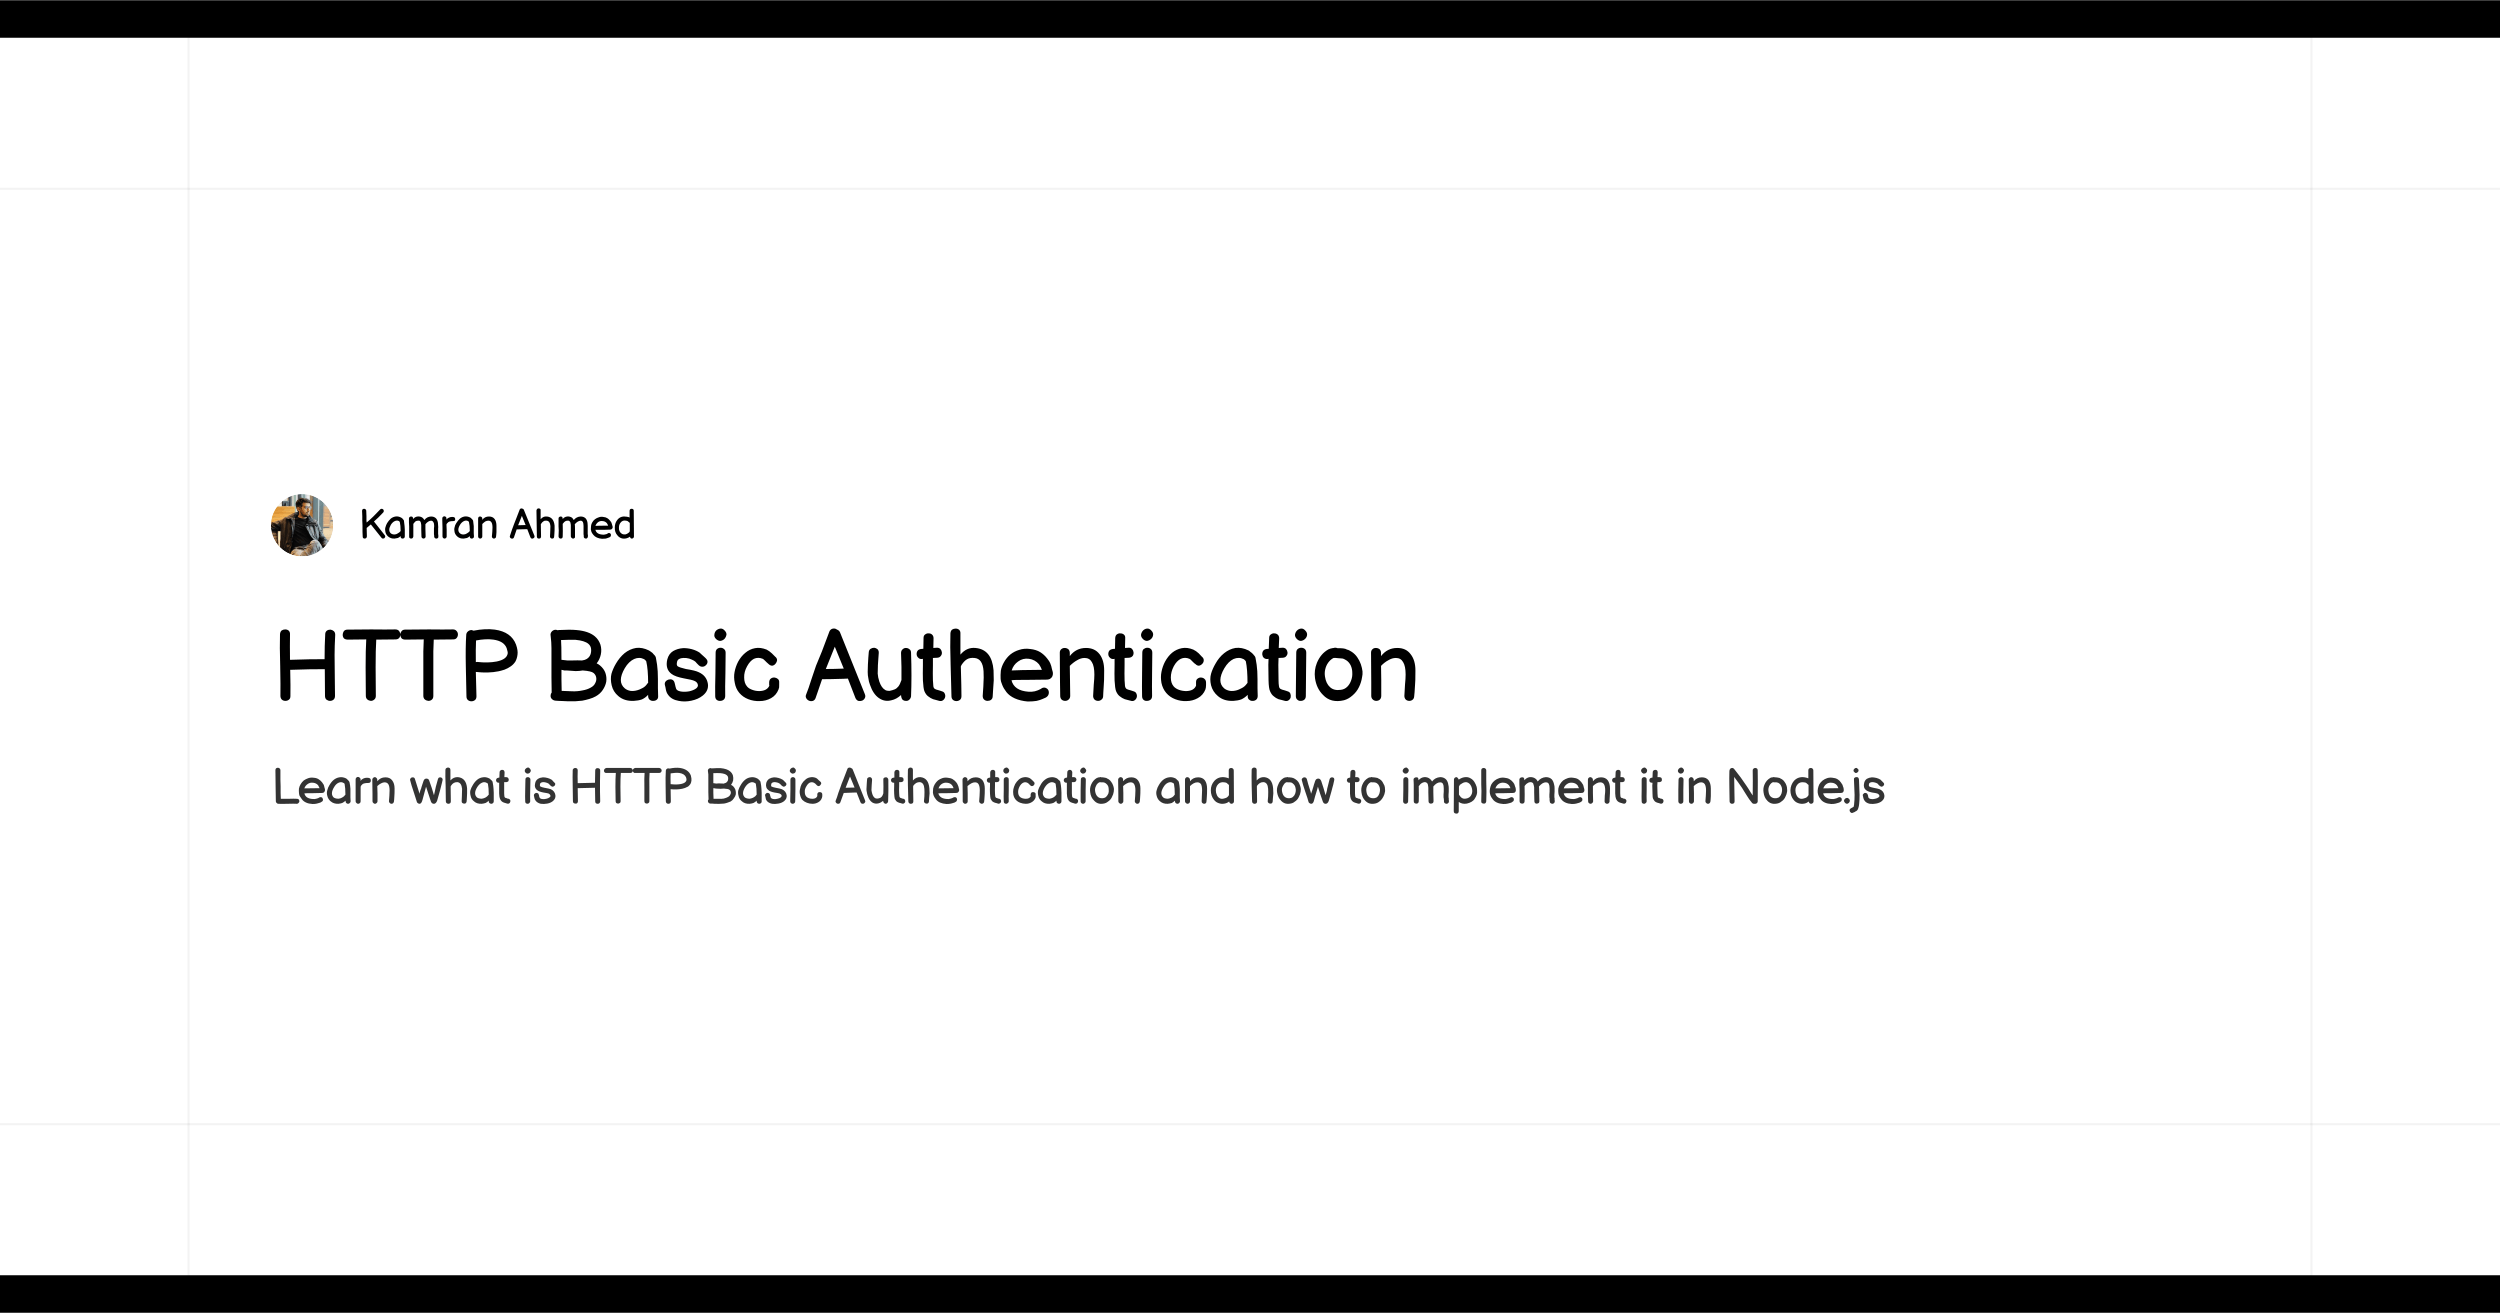 Kamran Ahmed
HTTP Basic Authentication
Learn what is HTTP Basic Authentication and how to implement it in Node.js